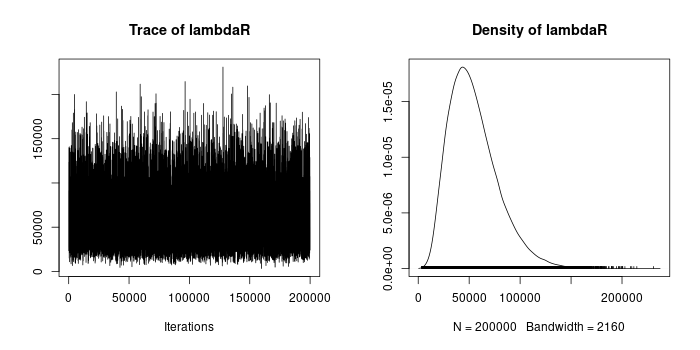 Trace of lambdaR
150000
50000
0
0
50000
100000
150000
200000
Iterations
Density of lambdaR
1.5e-05
1.0e-05
5.0e-06
0.0e+00
0
50000
100000
200000
N = 200000 Bandwidth = 2160